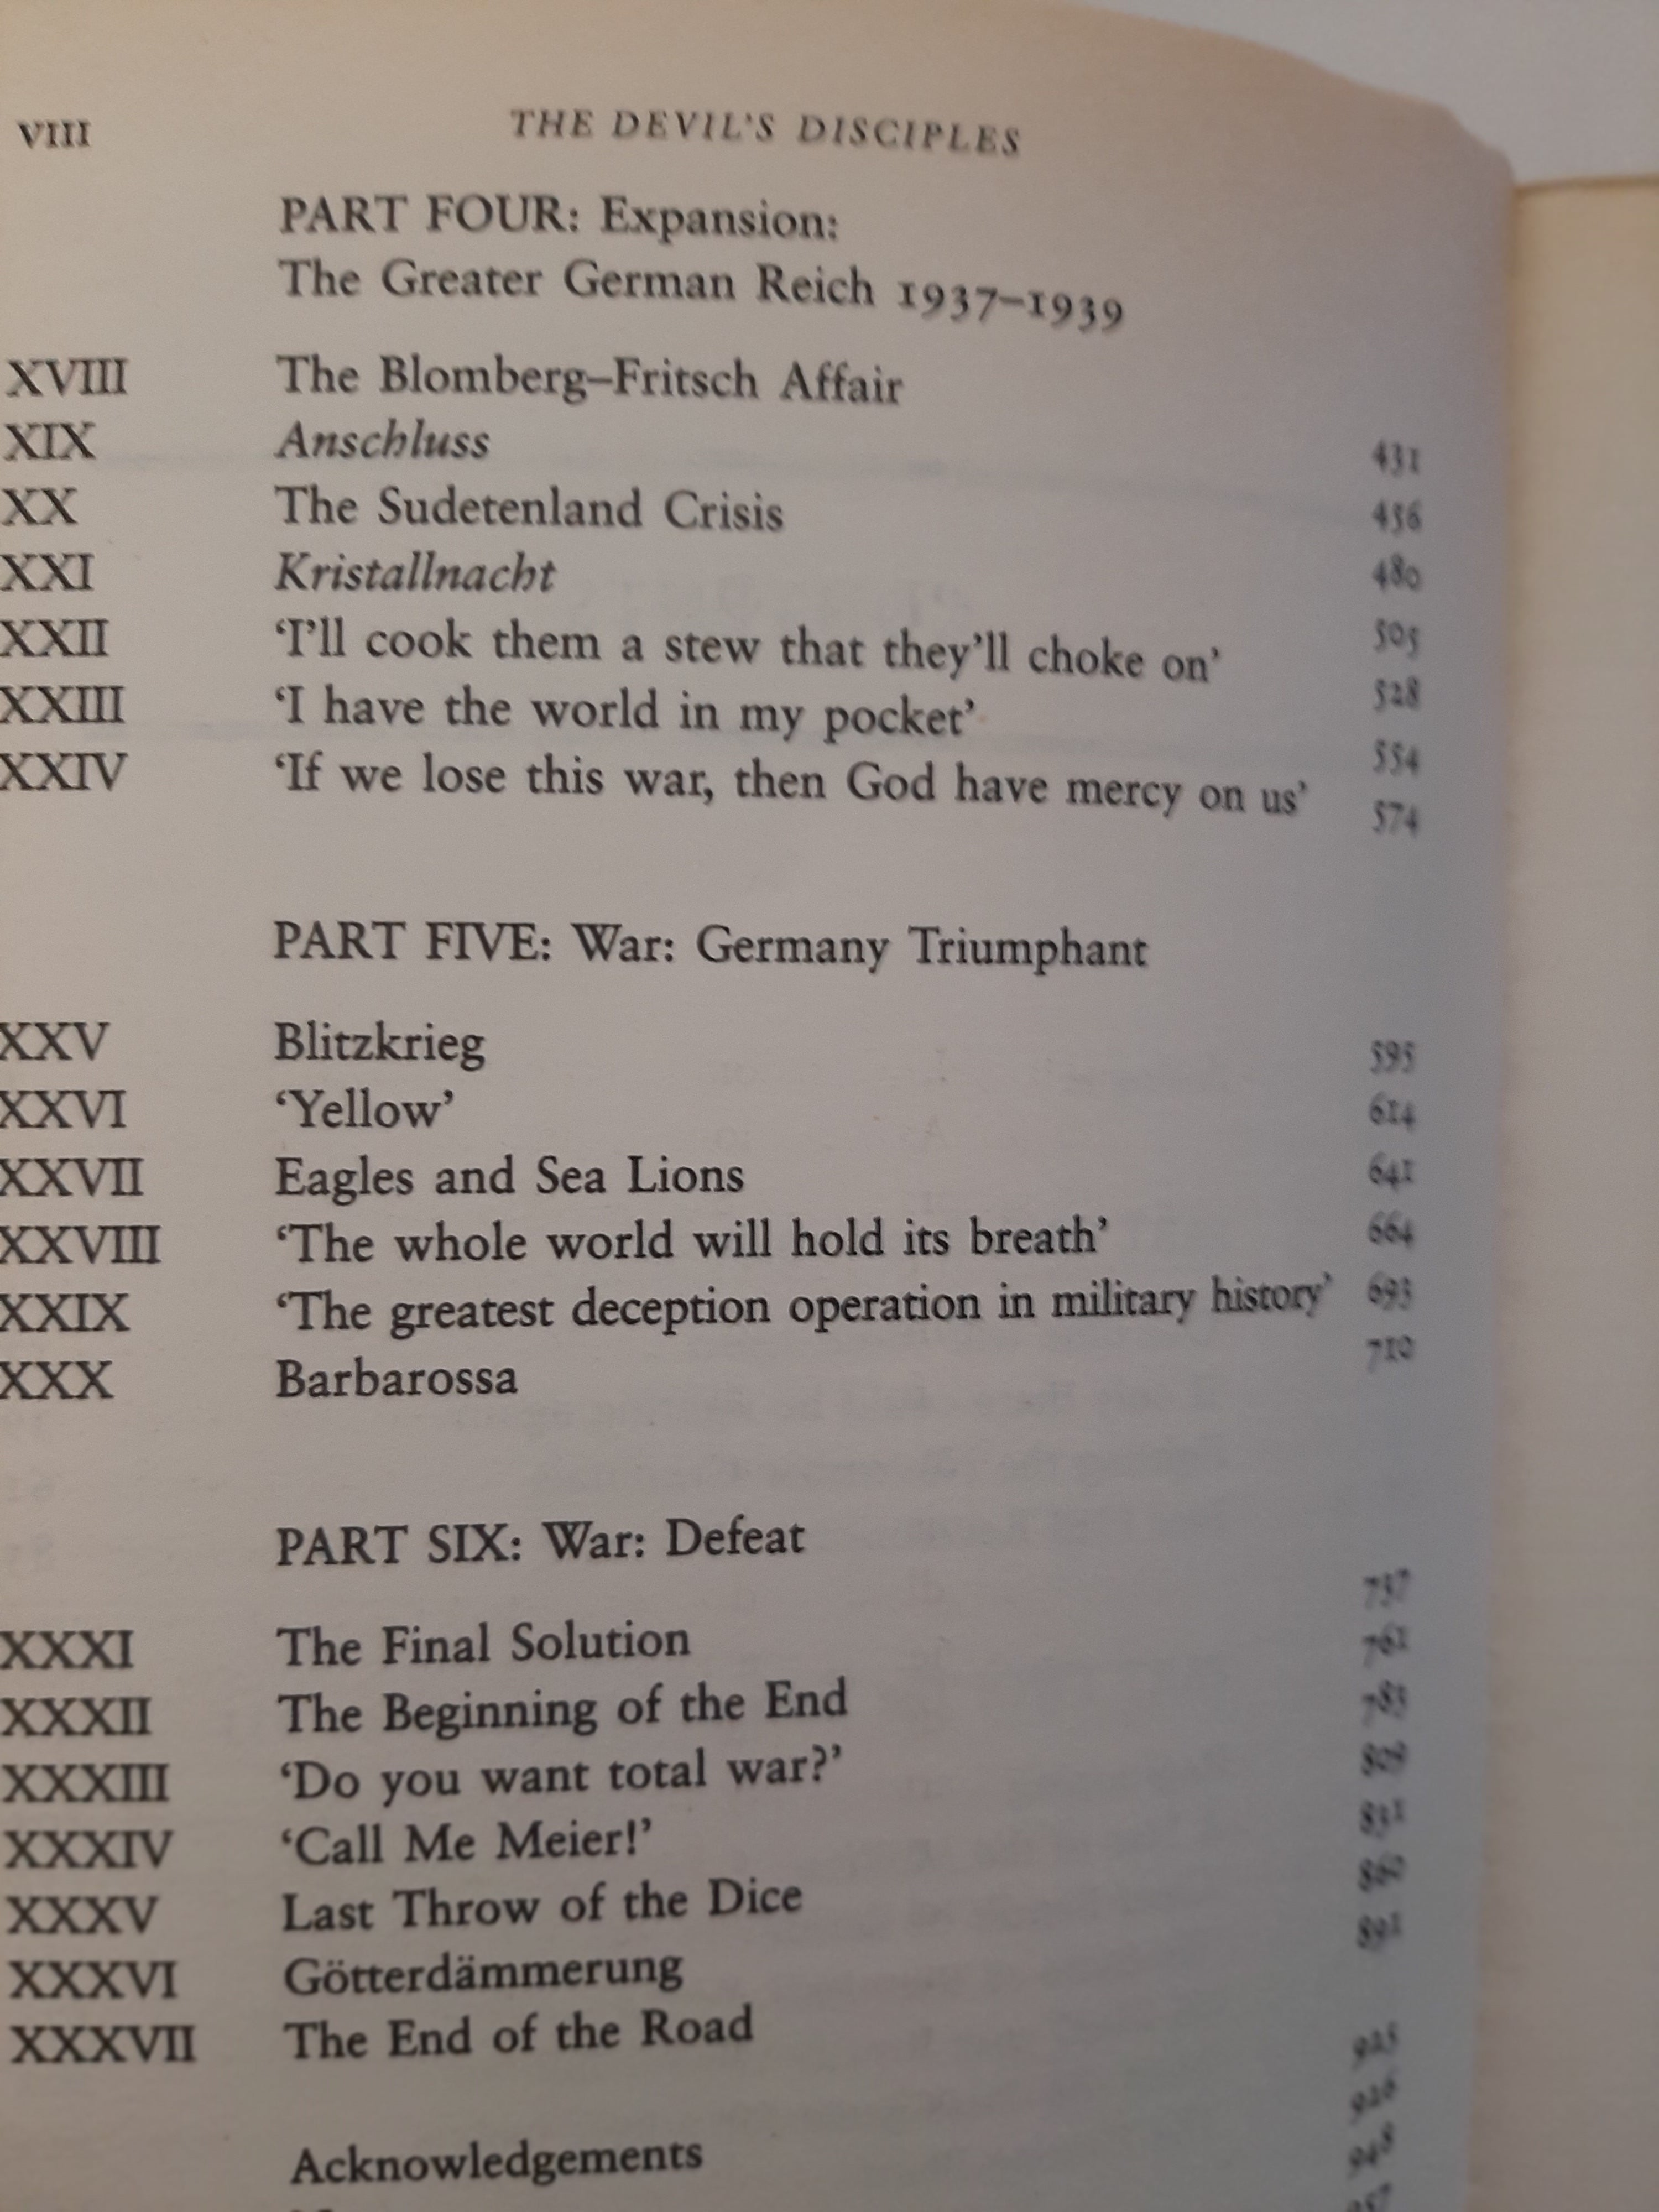 VIII THE DEVIL'S DISCIPLES
PART FOUR: Expansion:
The Greater German Reich 1937–1939
XVIII The Blomberg–Fritsch Affair 431
XIX Anschluss 456
XX The Sudetenland Crisis 480
XXI Kristallnacht 505
XXII ‘I’ll cook them a stew that they’ll choke on’ 528
XXIII ‘I have the world in my pocket’ 554
XXIV ‘If we lose this war, then God have mercy on us’ 574
PART FIVE: War: Germany Triumphant
XXV Blitzkrieg 595
XXVI ‘Yellow’ 614
XXVII Eagles and Sea Lions 641
XXVIII ‘The whole world will hold its breath’ 664
XXIX ‘The greatest deception operation in military history’ 693
XXX Barbarossa 710
PART SIX: War: Defeat
XXXI The Final Solution 737
XXXII The Beginning of the End 761
XXXIII ‘Do you want total war?’ 783
XXXIV ‘Call Me Meier!’
XXXV Last Throw of the Dice 831
XXXVI Götterdämmerung 860
XXXVII The End of the Road 891
Acknowledgements 925
926
948